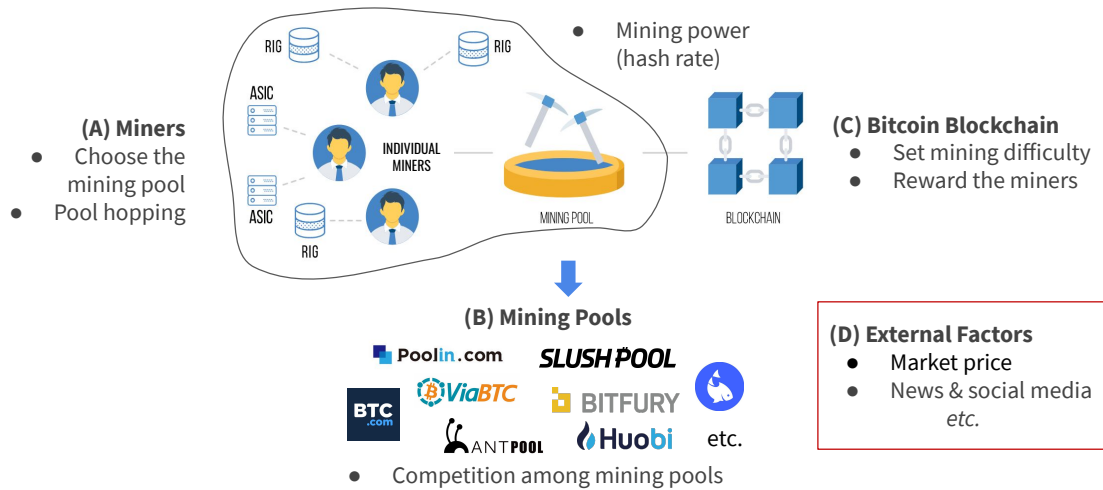 ● Mining power
(hash rate)
RIG
RIG
ASIC
(A) Miners
● Choose the
mining pool
● Pool hopping
INDIVIDUAL
MINERS
ASIC
RIG
MINING POOL
BLOCKCHAIN
(C) Bitcoin Blockchain
● Set mining difficulty
● Reward the miners
(B) Mining Pools
Poolin.com
SLUSH POOL
BTC
.com
ViaBTC
BITFURY
ANTPOOL
Huobi
etc.
● Competition among mining pools
(D) External Factors
● Market price
● News & social media
etc.